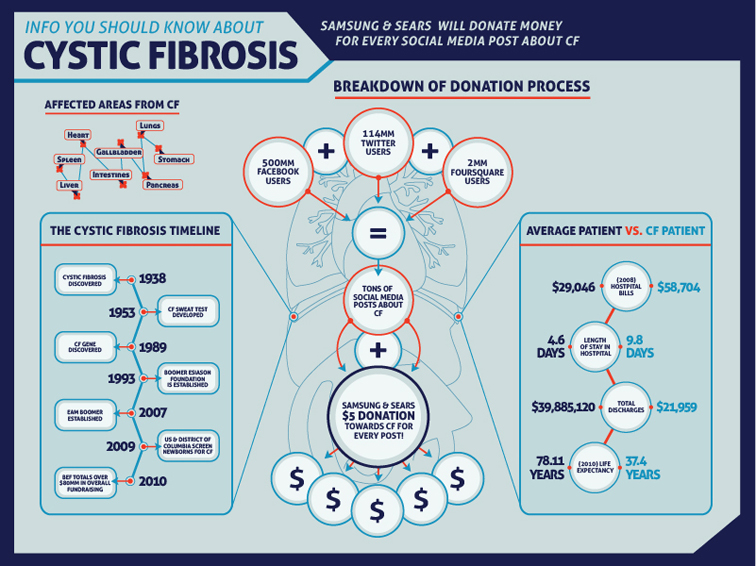 INFO YOU SHOULD KNOW ABOUT
CYSTIC FIBROSIS
SAMSUNG & SEARS WILL DONATE MONEY
FOR EVERY SOCIAL MEDIA POST ABOUT CF
BREAKDOWN OF DONATION PROCESS
AFFECTED AREAS FROM CF
HEART
LUNGS
GALLBLADDER
SPLEEN
STOMACH
INTESTINES
LIVER
PANCREAS
500MM
FACEBOOK
USERS
+
114MM
TWITTER
USERS
+
2MM
FOURSQUARE
USERS
=
TONS OF
SOCIAL MEDIA
POSTS ABOUT
CF
+
SAMSUNG & SEARS
$5 DONATION
TOWARDS CF FOR
EVERY POST!
$
$
$
$
$
THE CYSTIC FIBROSIS TIMELINE
CYSTIC FIBROSIS
DISCOVERED
1938
1953
CF SWEAT TEST
DEVELOPED
CF GENE
DISCOVERED
1989
1993
BOOMER ESIASON
FOUNDATION
IS ESTABLISHED
EAM BOOMER
ESTABLISHED
2007
2009
US & DISTRICT OF
COLUMBIA SCREEN
NEWBORNS FOR CF
BEF TOTALS OVER
$80MM IN OVERALL
FUNDRAISING
2010
AVERAGE PATIENT VS. CF PATIENT
$29,046
(2008)
HOSTPITAL
BILLS
$58,704
4.6
DAYS
LENGTH
OF STAY IN
HOSTPITAL
9.8
DAYS
$39,885,120
TOTAL
DISCHARGES
$21,959
78.11
YEARS
(2010) LIFE
EXPECTANCY
37.4
YEARS